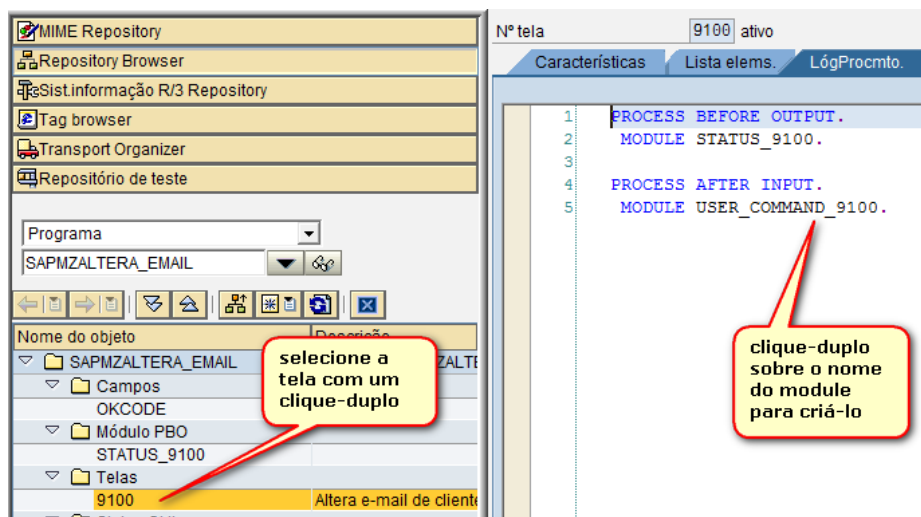 MIME Repository
Repository Browser
Sist.informação R/3 Repository
Tag browser
Transport Organizer
Repositório de teste
Programa
SAPMZALTERA_EMAIL
Nome do objeto Descrição
SAPMZALTERA_EMAIL ZALTE
Campos
OKCODE
Módulo PBO
STATUS_9100
Telas
9100 Altera e-mail de cliente
selecione a
tela com um
clique-duplo
Nº tela 9100 ativo
Características Lista elems. LógProcmto.
1 PROCESS BEFORE OUTPUT.
2 MODULE STATUS_9100.
3
4 PROCESS AFTER INPUT.
5 MODULE USER_COMMAND_9100.
clique-duplo
sobre o nome
do module
para criá-lo